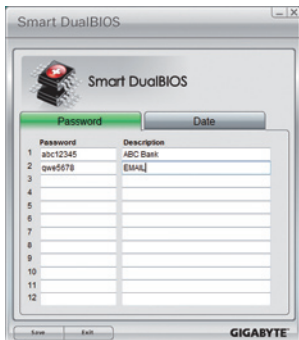 Smart DualBIOS
Smart DualBIOS
Password Date
Password Description
1 abc12345 ABC Bank
2 qwe5678 EMAIL
3
4
5
6
7
8
9
10
11
12
Save Exit GIGABYTE